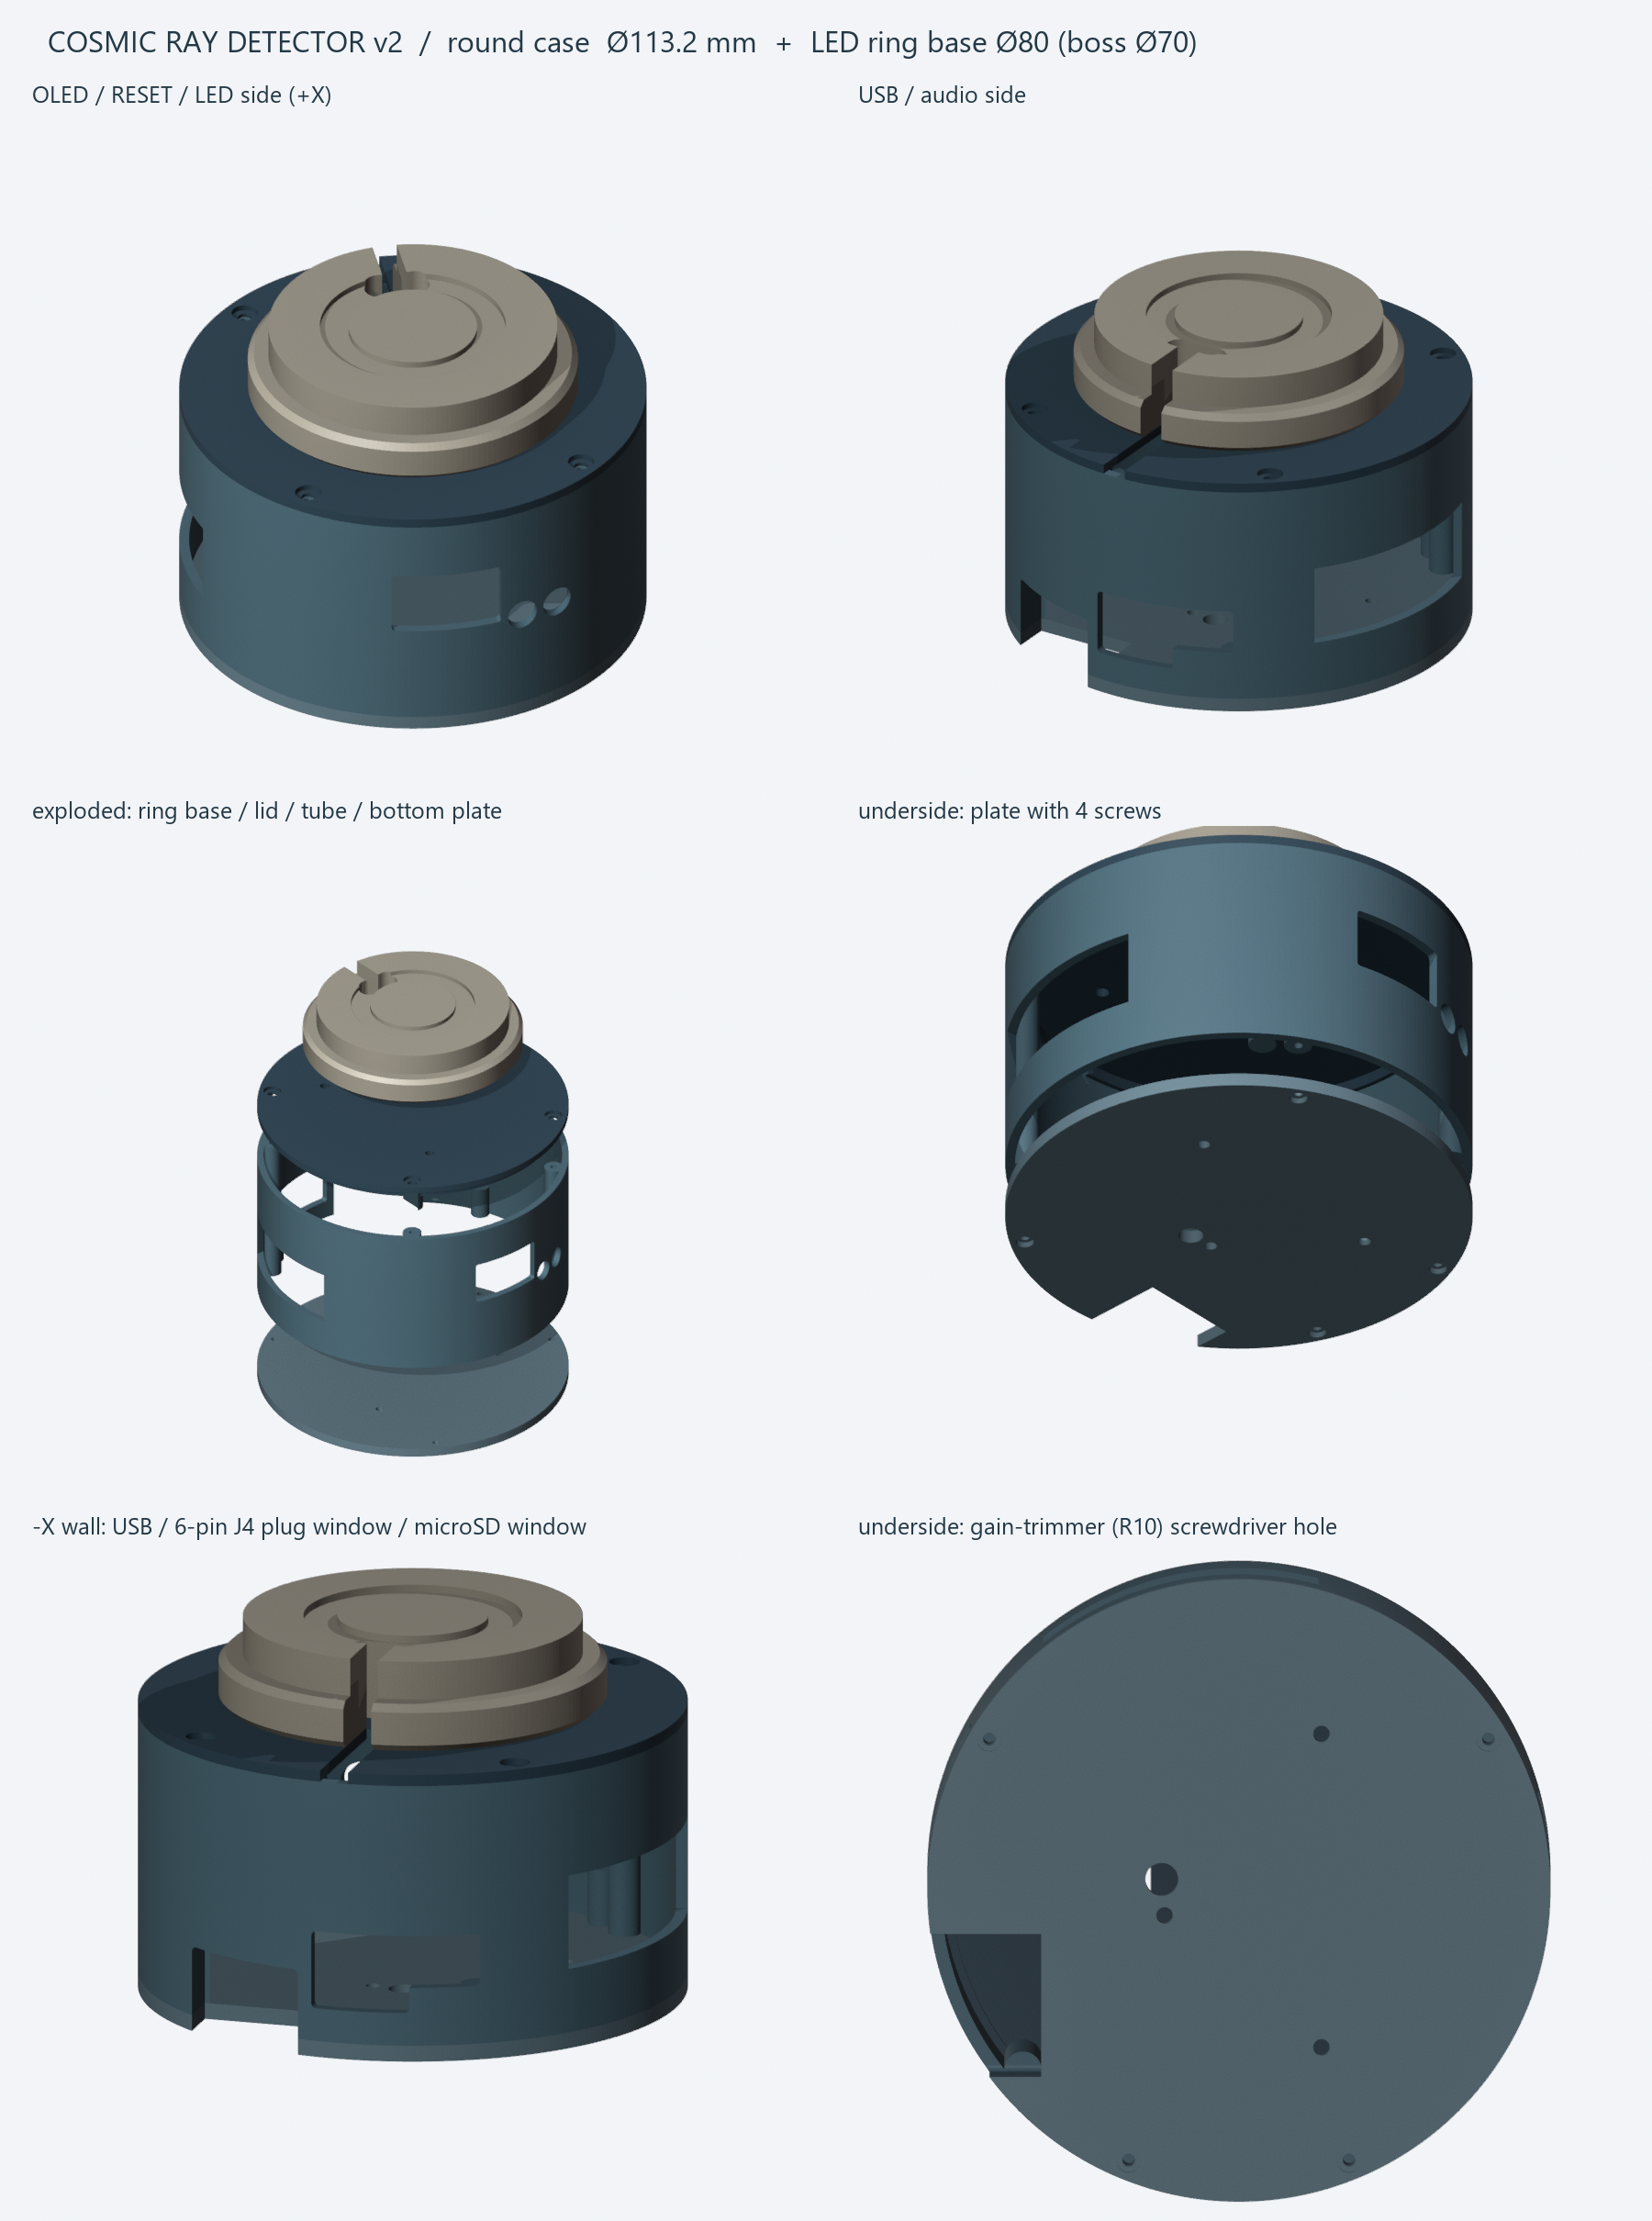 COSMIC RAY DETECTOR v2 / round case Ø113.2 mm + LED ring base Ø80 (boss Ø70)
OLED / RESET / LED side (+X)
USB / audio side
exploded: ring base / lid / tube / bottom plate
underside: plate with 4 screws
-X wall: USB / 6-pin J4 plug window / microSD window
underside: gain-trimmer (R10) screwdriver hole